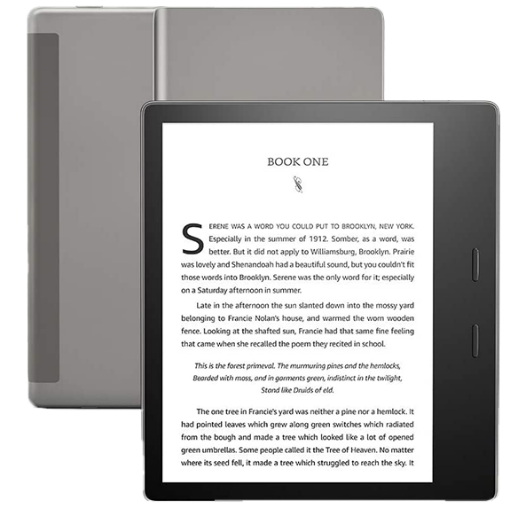 BOOK ONE
SERENE WAS A WORD YOU COULD PUT TO BROOKLYN, NEW YORK.
Especially in the summer of 1912. Somber, as a word, was
better. But it did not apply to Williamsburg, Brooklyn. Prairie
was lovely and Shenandoah had a beautiful sound, but you couldn't fit
those words into Brooklyn. Serene was the only word for it; especially
on a Saturday afternoon in summer.
Late in the afternoon the sun slanted down into the mossy yard
belonging to Francie Nolan's house, and warmed the worn wooden
fence. Looking at the shafted sun, Francie had that same fine feeling
that came when she recalled the poem they recited in school.
This is the forest primeval. The murmuring pines and the hemlocks,
Bearded with moss, and in garments green, indistinct in the twilight,
Stand like Druids of eld.
The one tree in Francie's yard was neither a pine nor a hemlock. It
had pointed leaves which grew along green switches which radiated
from the bough and made a tree which looked like a lot of opened
green umbrellas. Some people called it the Tree of Heaven. No matter
where its seed fell, it made a tree which struggled to reach the sky. It